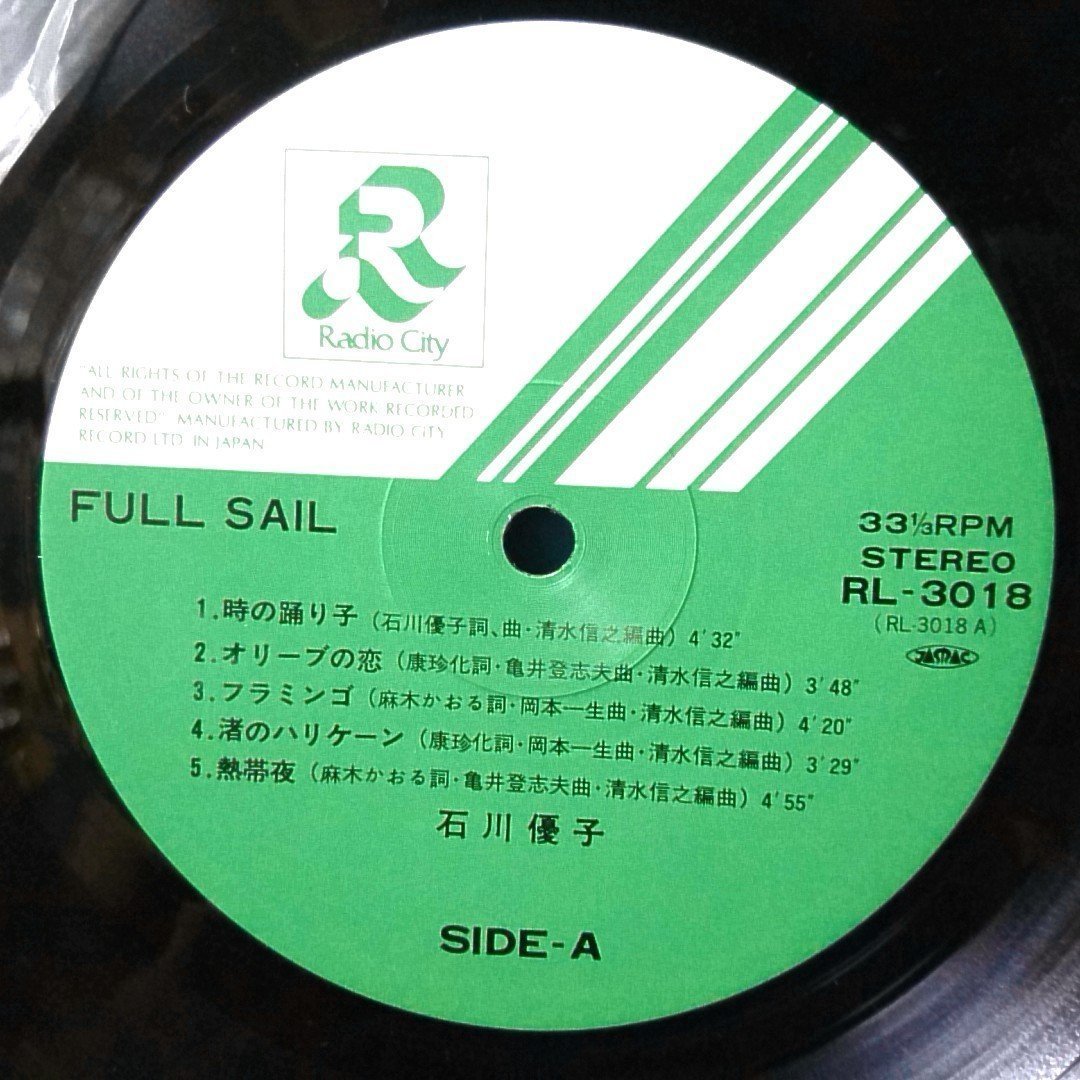 Radio City
"ALL RIGHTS OF THE RECORD MANUFACTURER
AND OF THE OWNER OF THE WORK RECORDED
RESERVED" MANUFACTURED BY RADIO CITY
RECORD LTD. IN JAPAN
FULL SAIL
33⅓RPM
STEREO
RL-3018
(RL-3018 A)
JASRAC
1.時の踊り子 (石川優子詞、曲・清水信之編曲) 4'32"
2.オリーブの恋 (康珍化詞・亀井登志夫曲・清水信之編曲) 3'48"
3.フラミンゴ (麻木かおる詞・岡本一生曲・清水信之編曲) 4'20"
4.渚のハリケーン (康珍化詞・岡本一生曲・清水信之編曲) 3'29"
5.熱帯夜 (麻木かおる詞・亀井登志夫曲・清水信之編曲) 4'55"
石川優子
SIDE-A